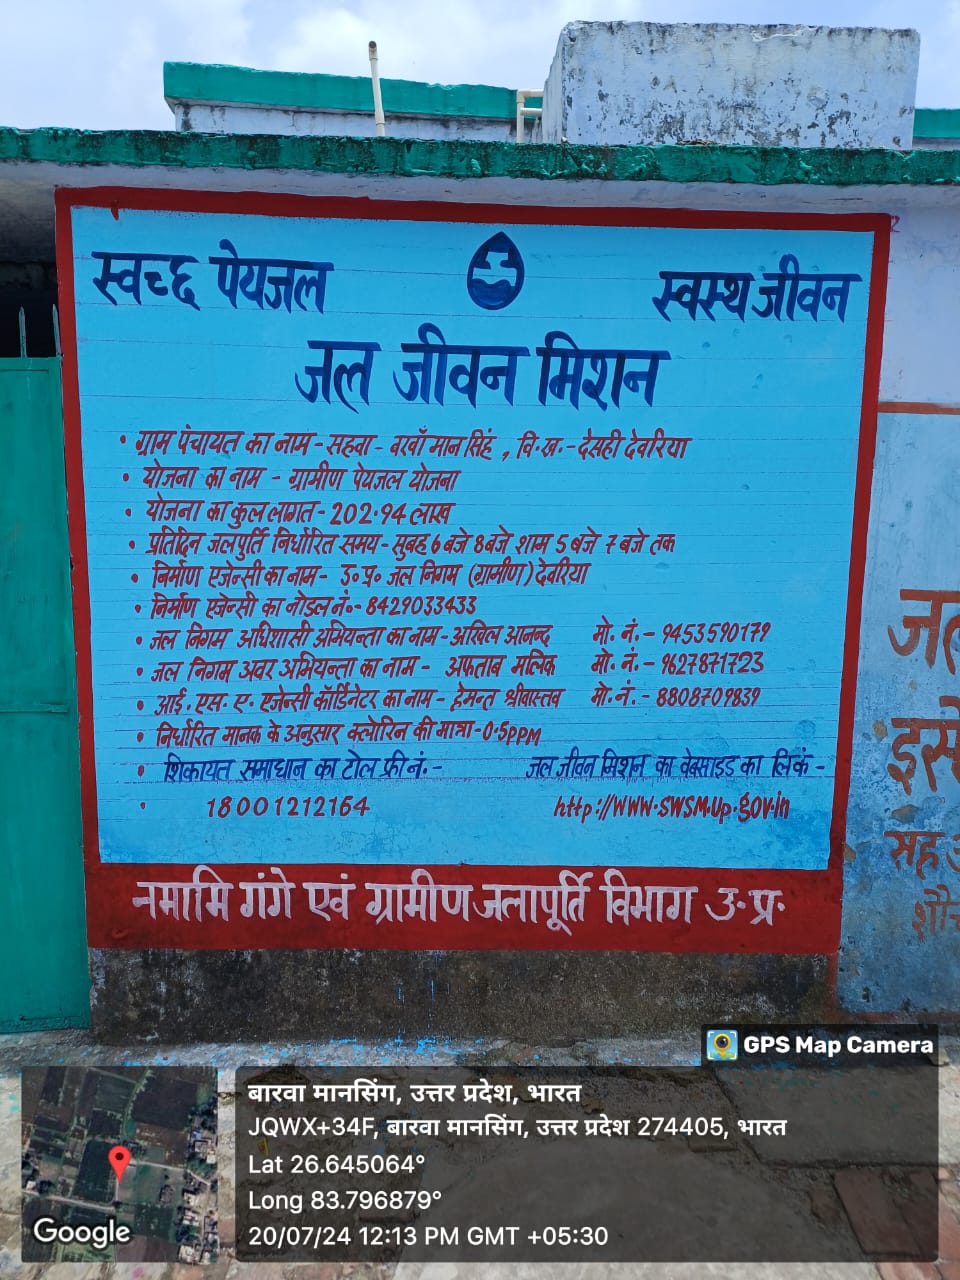 स्वच्छ पेयजल
स्वस्थ जीवन
जल जीवन मिशन
• ग्राम पंचायत का नाम - सहवा - बरवाँ मान सिंह , वि.ख. - देसही देवरिया
• योजना का नाम - ग्रामीण पेयजल योजना
• योजना का कुल लागत - 202.94 लाख
• प्रतिदिन जलपुर्ति निर्धारित समय - सुबह 6 बजे 8 बजे शाम 5 बजे 7 बजे तक
• निर्माण एजेन्सी का नाम - उ॰ प्र॰ जल निगम (ग्रामीण) देवरिया
• निर्माण एजेन्सी का नोडल नं॰ - 8429033433
• जल निगम अधिशासी अभियन्ता का नाम - अखिल आनन्द मो. नं. - 9453590179
• जल निगम अवर अभियन्ता का नाम - अफताब मलिक मो. नं. - 9627871723
• आई. एस. ए. एजेन्सी कॉर्डिनेटर का नाम - हेमन्त श्रीवास्तव मो. नं. - 8808709839
• निर्धारित मानक के अनुसार क्लोरिन की मात्रा - 0.5 PPM
• शिकायत समाधान का टोल फ्री नं. - जल जीवन मिशन का वेबसाइड का लिंक -
• 18001212164 http://www.swsm.up.gov.in
नमामि गंगे एवं ग्रामीण जलापूर्ति विभाग उ॰ प्र॰
जल
सह
शौच
GPS Map Camera
बारवा मानसिंग, उत्तर प्रदेश, भारत
JQWX+34F, बारवा मानसिंग, उत्तर प्रदेश 274405, भारत
Lat 26.645064°
Long 83.796879°
20/07/24 12:13 PM GMT +05:30
Google